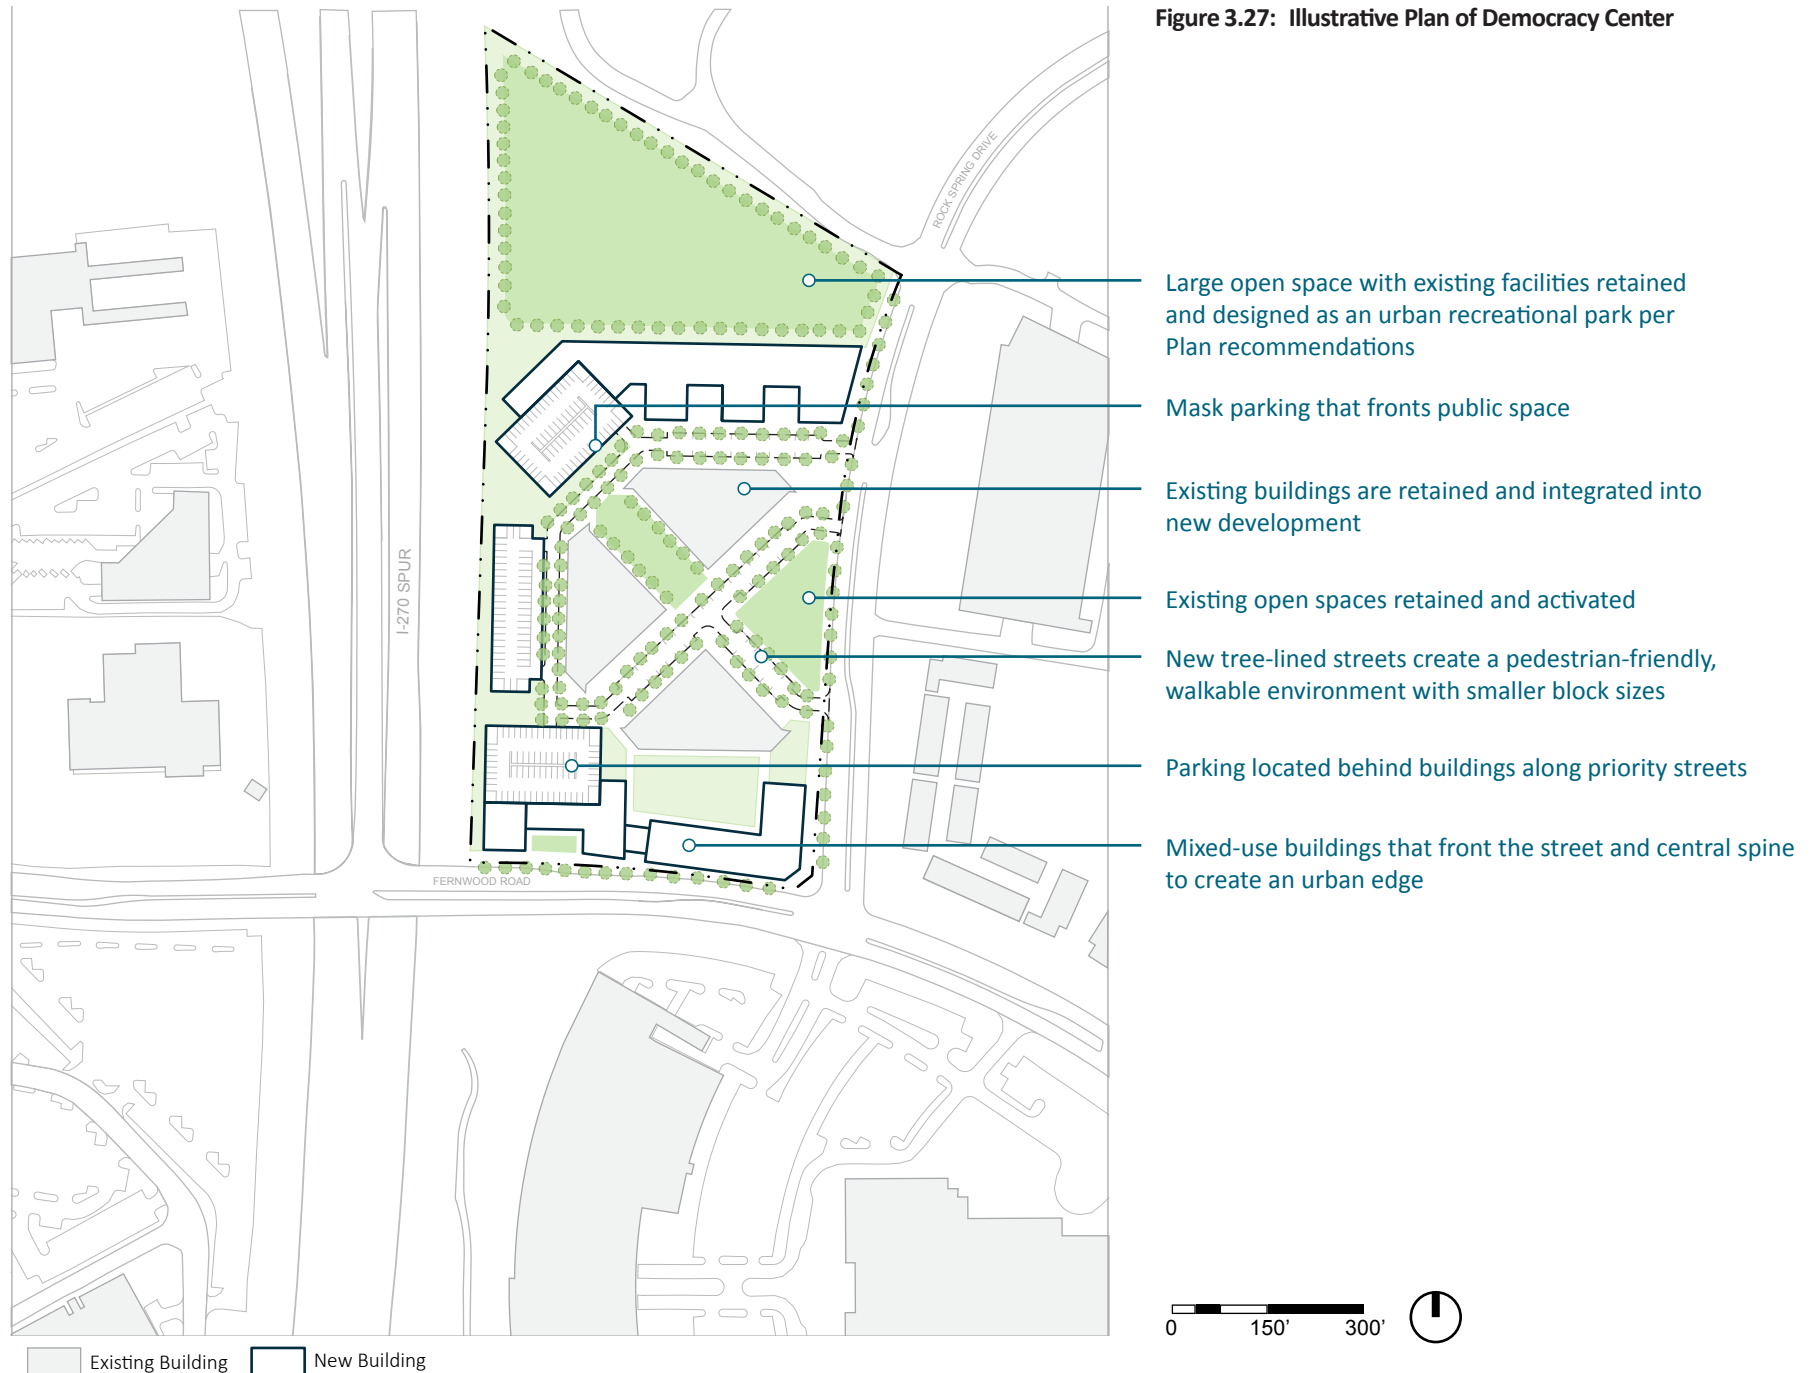 Figure 3.27: Illustrative Plan of Democracy Center
ROCK SPRING DRIVE
Large open space with existing facilities retained
and designed as an urban recreational park per
Plan recommendations
Mask parking that fronts public space
Existing buildings are retained and integrated into
new development
I-270 SPUR
Existing open spaces retained and activated
New tree-lined streets create a pedestrian-friendly,
walkable environment with smaller block sizes
Parking located behind buildings along priority streets
Mixed-use buildings that front the street and central spine
to create an urban edge
FERNWOOD ROAD
0 150’ 300’
Existing Building
New Building